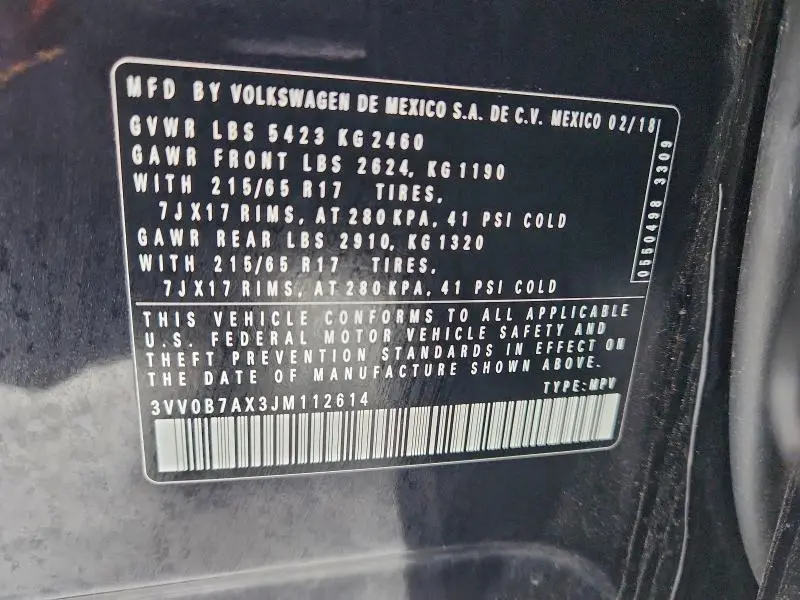 MFD BY VOLKSWAGEN DE MEXICO S.A. DE C.V. MEXICO 02/18
GVWR LBS 5423 KG 2460
GAWR FRONT LBS 2624, KG 1190
WITH 215/65 R17 TIRES,
7JX17 RIMS, AT 280 KPA, 41 PSI COLD
GAWR REAR LBS 2910, KG 1320
WITH 215/65 R17 TIRES,
7JX17 RIMS, AT 280 KPA, 41 PSI COLD
0550498 3309
THIS VEHICLE CONFORMS TO ALL APPLICABLE
U.S. FEDERAL MOTOR VEHICLE SAFETY AND
THEFT PREVENTION STANDARDS IN EFFECT ON
THE DATE OF MANUFACTURE SHOWN ABOVE.
TYPE: MPV
3VV0B7AX3JM112614